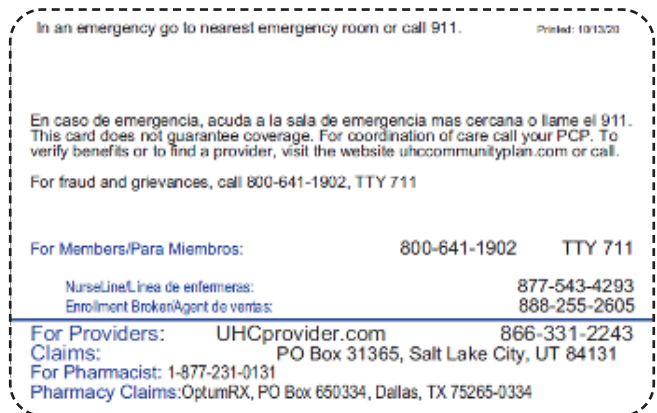 In an emergency go to nearest emergency room or call 911. Printed: 10/13/20
En caso de emergencia, acuda a la sala de emergencia mas cercana o llame el 911.
This card does not guarantee coverage. For coordination of care call your PCP. To
verify benefits or to find a provider, visit the website uhccommunityplan.com or call.
For fraud and grievances, call 800-641-1902, TTY 711
For Members/Para Miembros: 800-641-1902 TTY 711
NurseLine/Línea de enfermeras: 877-543-4293
Enrollment Broker/Agent de ventas: 888-255-2605
For Providers: UHCprovider.com 866-331-2243
Claims: PO Box 31365, Salt Lake City, UT 84131
For Pharmacist: 1-877-231-0131
Pharmacy Claims:OptumRX, PO Box 650334, Dallas, TX 75265-0334